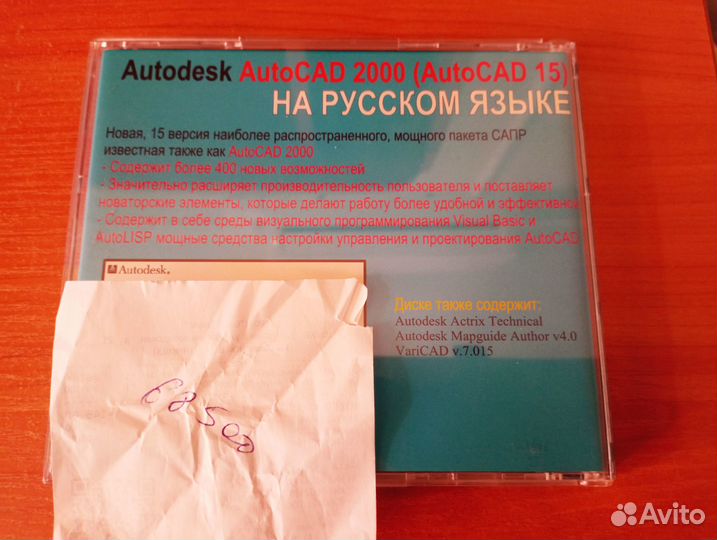 Autodesk AutoCAD 2000 (AutoCAD 15)
НА РУССКОМ ЯЗЫКЕ
Новая, 15 версия наиболее распространенного, мощного пакета САПР
известная также как AutoCAD 2000
- Содержит более 400 новых возможностей
- Значительно расширяет производительность пользователя и поставляет
новаторские элементы, которые делают работу более удобной и эффективной
- Содержит в себе среды визуального программирования Visual Basic и
AutoLISP мощные средства настройки управления и проектирования AutoCAD
Autodesk.
Диске также содержит:
Autodesk Actrix Technical
Autodesk Mapguide Author v4.0
VariCAD v.7.015
Avito